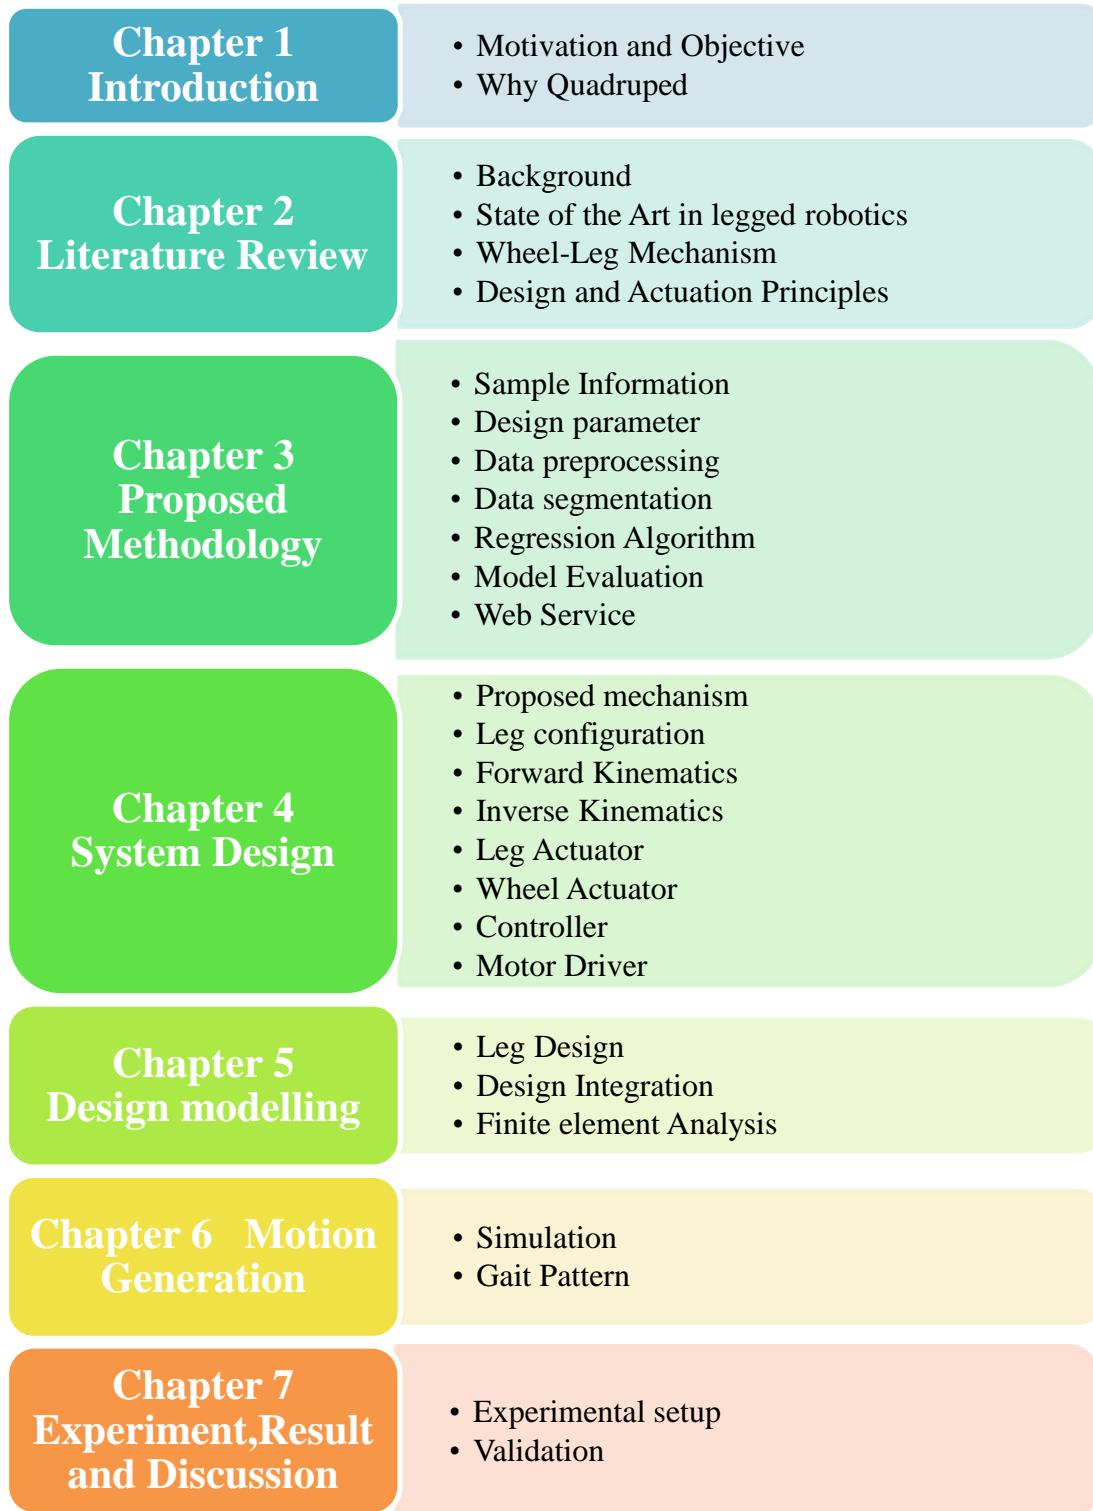 Chapter 1
Introduction
• Motivation and Objective
• Why Quadruped
Chapter 2
Literature Review
• Background
• State of the Art in legged robotics
• Wheel-Leg Mechanism
• Design and Actuation Principles
Chapter 3
Proposed
Methodology
• Sample Information
• Design parameter
• Data preprocessing
• Data segmentation
• Regression Algorithm
• Model Evaluation
• Web Service
Chapter 4
System Design
• Proposed mechanism
• Leg configuration
• Forward Kinematics
• Inverse Kinematics
• Leg Actuator
• Wheel Actuator
• Controller
• Motor Driver
Chapter 5
Design modelling
• Leg Design
• Design Integration
• Finite element Analysis
Chapter 6 Motion
Generation
• Simulation
• Gait Pattern
Chapter 7
Experiment,Result
and Discussion
• Experimental setup
• Validation